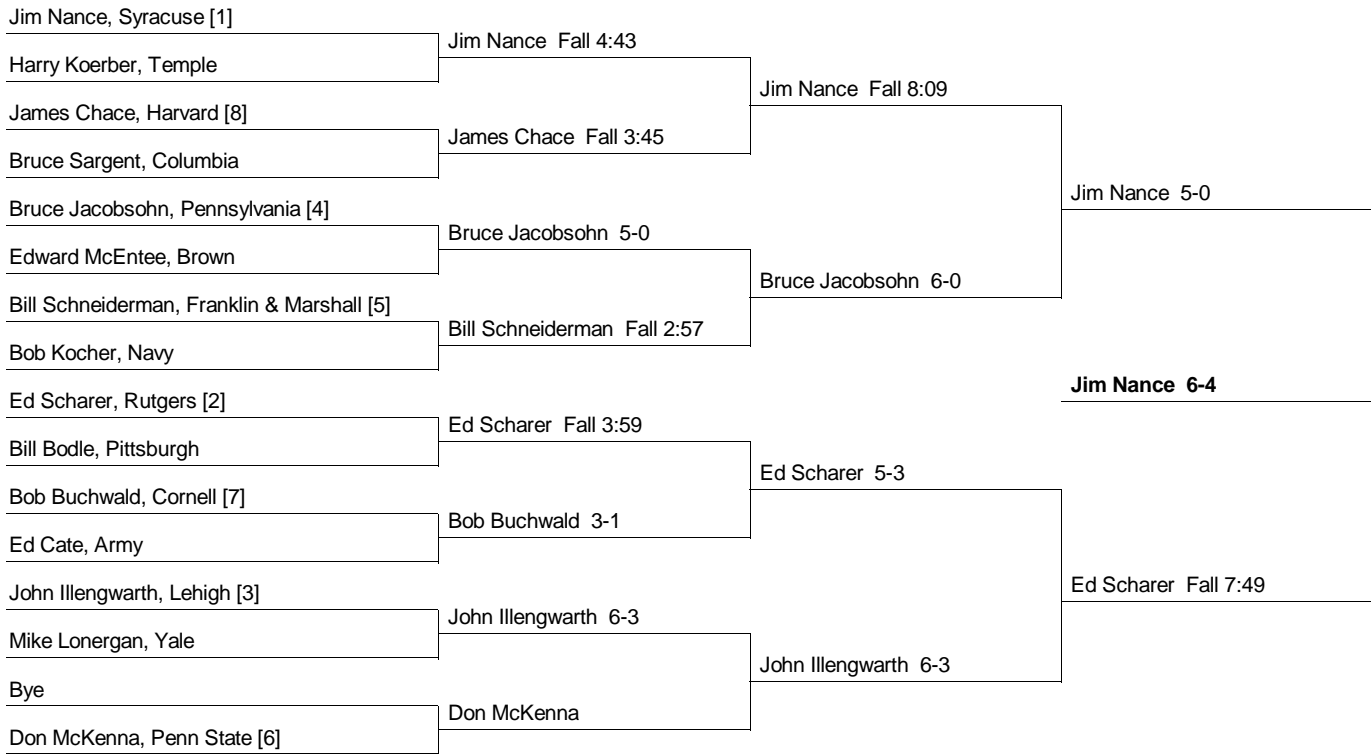 Jim Nance, Syracuse [1]
Harry Koerber, Temple
James Chace, Harvard [8]
Bruce Sargent, Columbia
Bruce Jacobsohn, Pennsylvania [4]
Edward McEntee, Brown
Bill Schneiderman, Franklin & Marshall [5]
Bob Kocher, Navy
Ed Scharer, Rutgers [2]
Bill Bodle, Pittsburgh
Bob Buchwald, Cornell [7]
Ed Cate, Army
John Illengwarth, Lehigh [3]
Mike Lonergan, Yale
Bye
Don McKenna, Penn State [6]
Jim Nance Fall 4:43
James Chace Fall 3:45
Bruce Jacobsohn 5-0
Bill Schneiderman Fall 2:57
Ed Scharer Fall 3:59
Bob Buchwald 3-1
John Illengwarth 6-3
Don McKenna
Jim Nance Fall 8:09
Bruce Jacobsohn 6-0
Ed Scharer 5-3
John Illengwarth 6-3
Jim Nance 5-0
Ed Scharer Fall 7:49
Jim Nance 6-4